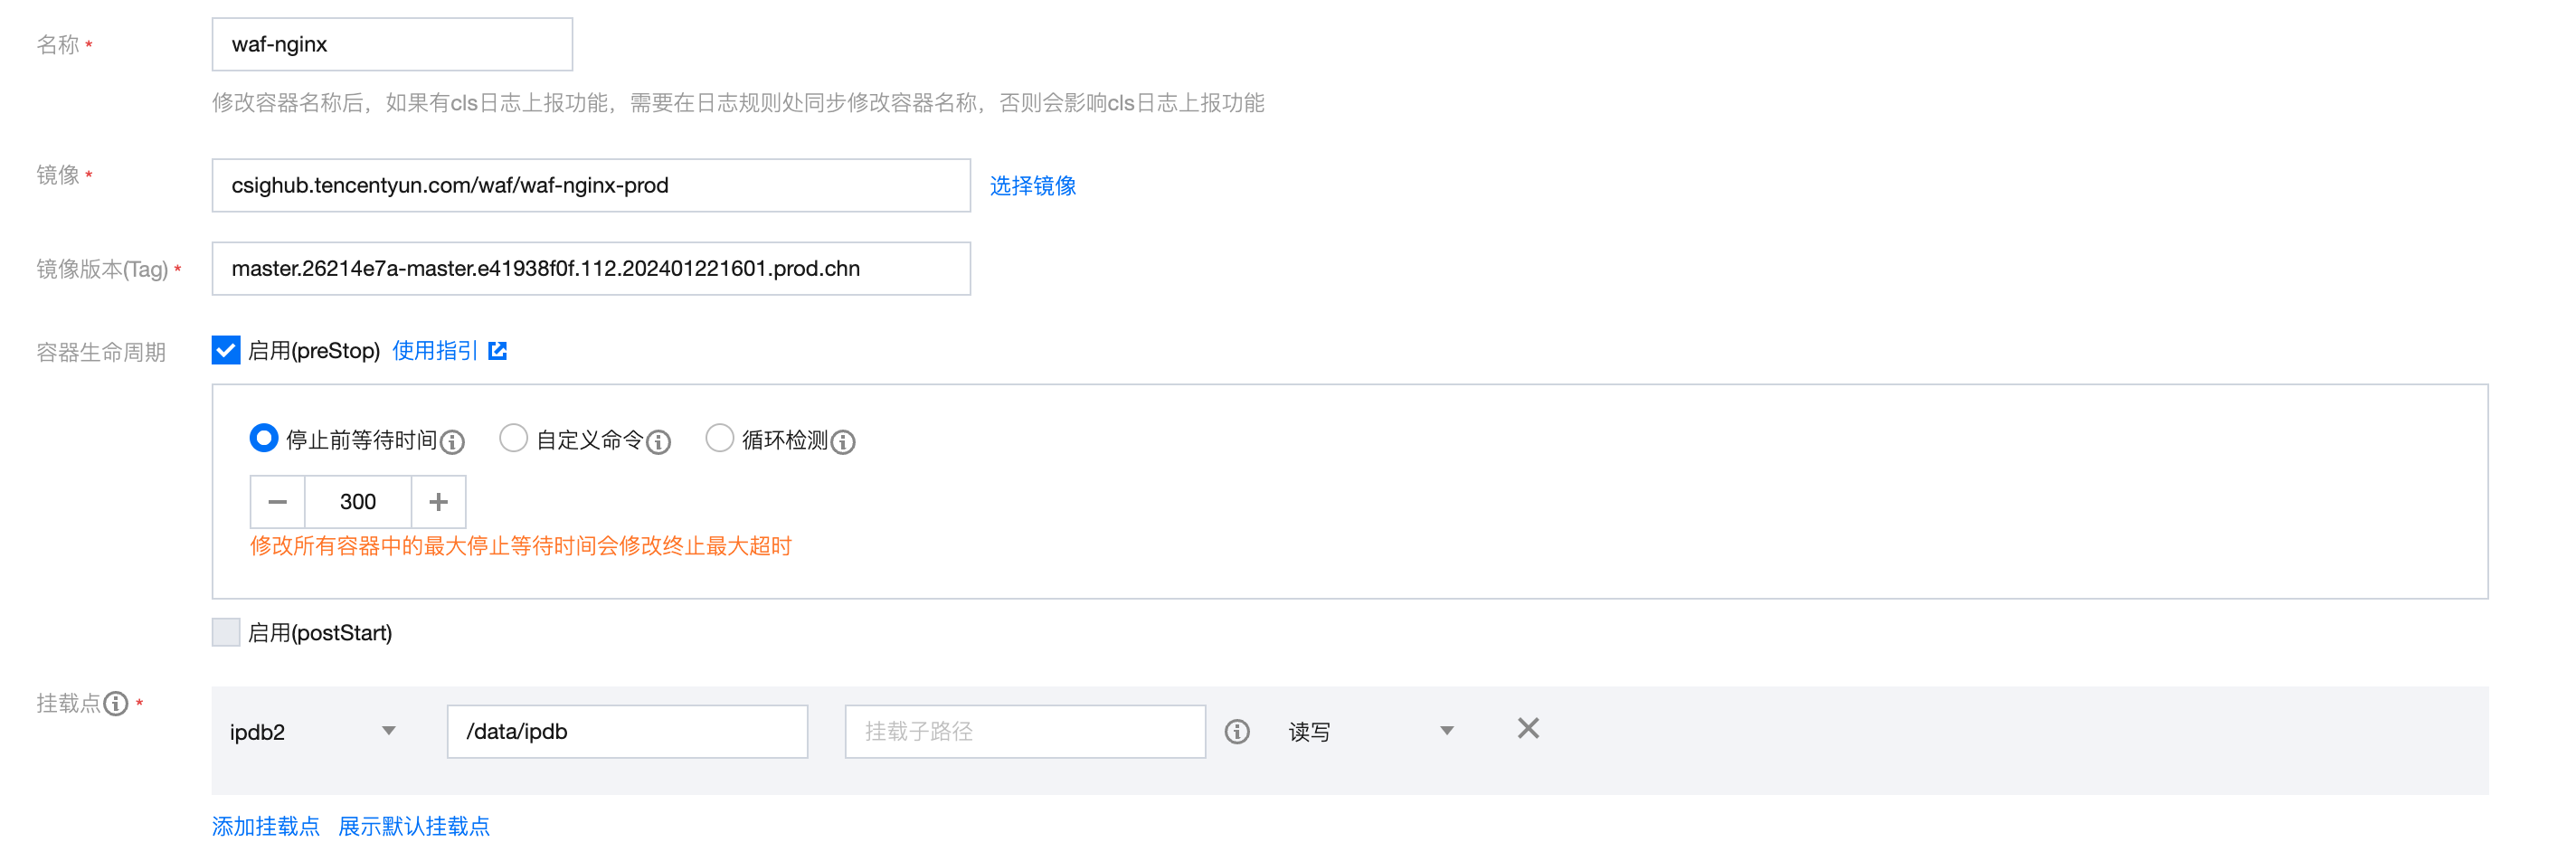 名称 * waf-nginx
修改容器名称后，如果有cls日志上报功能，需要在日志规则处同步修改容器名称，否则会影响cls日志上报功能
镜像 * csighub.tencentyun.com/waf/waf-nginx-prod 选择镜像
镜像版本(Tag) * master.26214e7a-master.e41938f0f.112.202401221601.prod.chn
容器生命周期 启用(preStop) 使用指引
停止前等待时间 自定义命令 循环检测
300
修改所有容器中的最大停止等待时间会修改终止最大超时
启用(postStart)
挂载点 * ipdb2 /data/ipdb 挂载子路径 读写
添加挂载点 展示默认挂载点